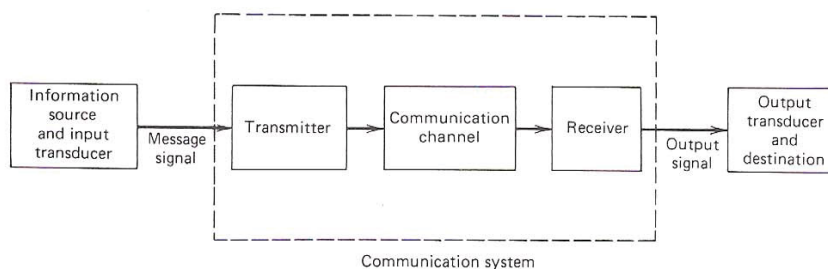 Information
source
and input
transducer
Message
signal
Transmitter
Communication
channel
Receiver
Output
signal
Output
transducer
and
destination
Communication system